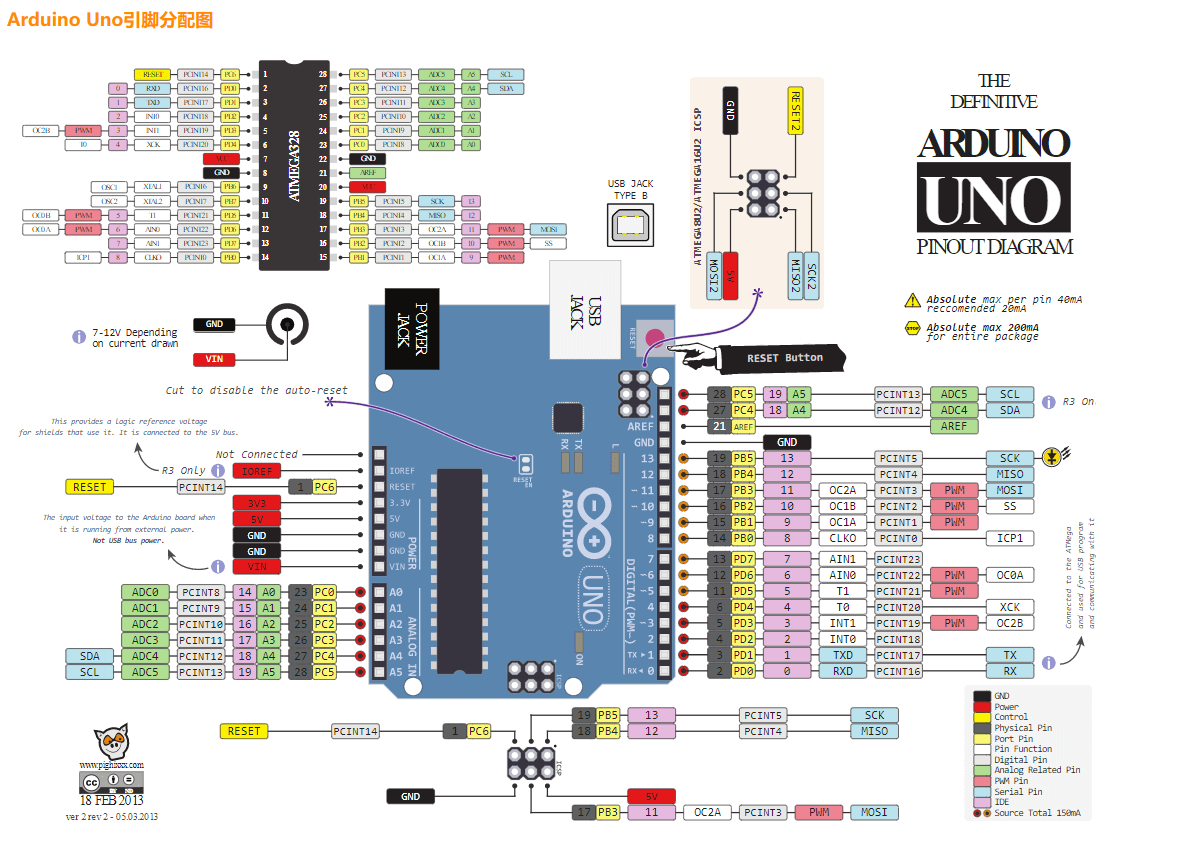 Arduino Uno引脚分配图
RESET PCINT14 PC6 1 28 PC5 PCINT13 ADC5 A5 SCL
0 RXD PCINT16 PD0 2 27 PC4 PCINT12 ADC4 A4 SDA
1 TXD PCINT17 PD1 3 26 PC3 PCINT11 ADC3 A3
2 INT0 PCINT18 PD2 4 25 PC2 PCINT10 ADC2 A2
OC2B PWM 3 INT1 PCINT19 PD3 5 24 PC1 ADC1 A1
T0 4 XCK PCINT20 PD4 6 23 PC0 ADC0 A0
VCC 7 22 GND
GND 8 21 AREF
OSC1 XTAL1 PCINT6 PB6 9 20 VCC
OSC2 XTAL2 PCINT7 PB7 10 19 PB5 PCINT5 SCK 13
OC0B PWM 5 T1 PCINT21 PD5 11 18 PB4 PCINT4 MISO 12
OC0A PWM 6 AIN0 PCINT22 PD6 12 17 PB3 PCINT3 OC2A 11 PWM MOSI
7 AIN1 PCINT23 PD7 13 16 PB2 PCINT2 OC1B 10 PWM SS
ICP1 8 CLKO PCINT0 PB0 14 15 PB1 PCINT1 OC1A 9 PWM
ATMEGA328
USB JACK
TYPE B
ATMEGA8U2/ATMEGA16U2 ICSP
GND
RESET2
MOSI2
5V
MISO2
SCK2
THE
DEFINITIVE
ARDUINO
UNO
PINOUT DIAGRAM
Absolute max per pin 40mA
reccomended 20mA
STOP
Absolute max 200mA
for entire package
GND
VIN
i 7-12V Depending
on current drawn
POWER
JACK
USB
JACK
RESET
RESET Button
Cut to disable the auto-reset
This provides a logic reference voltage
for shields that use it. It is connected to the 5V bus.
Not Connected
R3 Only i IOREF
RESET PCINT14 1 PC6
3V3
5V
GND
GND
VIN
The input voltage to the Arduino board when
it is running from external power.
Not USB bus power.
i
ADC0 PCINT8 14 A0 23 PC0
ADC1 PCINT9 15 A1 24 PC1
ADC2 PCINT10 16 A2 25 PC2
ADC3 PCINT11 17 A3 26 PC3
SDA ADC4 PCINT12 18 A4 27 PC4
SCL ADC5 PCINT13 19 A5 28 PC5
IOREF
RESET
3.3V
5V
GND
GND
VIN
POWER
A0
A1
A2
A3
A4
A5
ANALOG IN
RX
TX
L
RESET
EN
ARDUINO
UNO
ON
ICSP
DIGITAL(PWM~)
AREF
GND
13
12
~11
~10
~9
8
7
~6
~5
4
~3
2
TX ▸ 1
RX ◂ 0
28 PC5 19 A5 PCINT13 ADC5 SCL i R3 On
27 PC4 18 A4 PCINT12 ADC4 SDA
21 AREF AREF
GND
19 PB5 13 PCINT5 SCK
18 PB4 12 PCINT4 MISO
17 PB3 11 OC2A PCINT3 PWM MOSI
16 PB2 10 OC1B PCINT2 PWM SS
15 PB1 9 OC1A PCINT1 PWM
14 PB0 8 CLKO PCINT0 ICP1
13 PD7 7 AIN1 PCINT23
12 PD6 6 AIN0 PCINT22 PWM OC0A
11 PD5 5 T1 PCINT21 PWM
6 PD4 4 T0 PCINT20 XCK
5 PD3 3 INT1 PCINT19 PWM OC2B
4 PD2 2 INT0 PCINT18
3 PD1 1 TXD PCINT17 TX
2 PD0 0 RXD PCINT16 RX
i
Connected to the ATMega
and used for USB program
and communicating with it
19 PB5 13 PCINT5 SCK
RESET PCINT14 1 PC6 18 PB4 12 PCINT4 MISO
ICSP
GND 5V
17 PB3 11 OC2A PCINT3 PWM MOSI
www.pighixxx.com
cc BY ND
18 FEB 2013
ver 2 rev 2 - 05.03.2013
GND
Power
Control
Physical Pin
Port Pin
Pin Function
Digital Pin
Analog Related Pin
PWM Pin
Serial Pin
IDE
Source Total 150mA